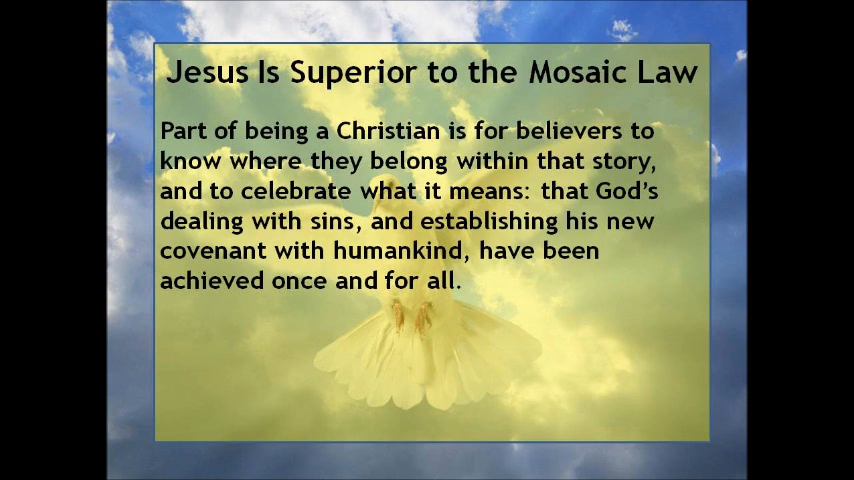 Jesus Is Superior to the Mosaic Law
Part of being a Christian is for believers to
know where they belong within that story,
and to celebrate what it means: that God’s
dealing with sins, and establishing his new
covenant with humankind, have been
achieved once and for all.